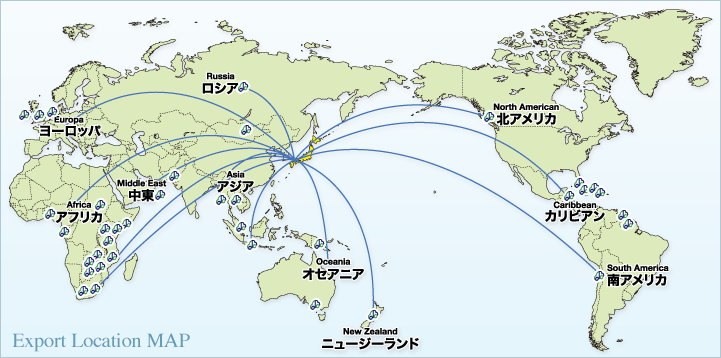 Russia
ロシア
North American
北アメリカ
Europa
ヨーロッパ
Asia
アジア
Middle East
中東
Africa
アフリカ
Caribbean
カリビアン
Oceania
オセアニア
South America
南アメリカ
New Zealand
ニュージーランド
Export Location MAP